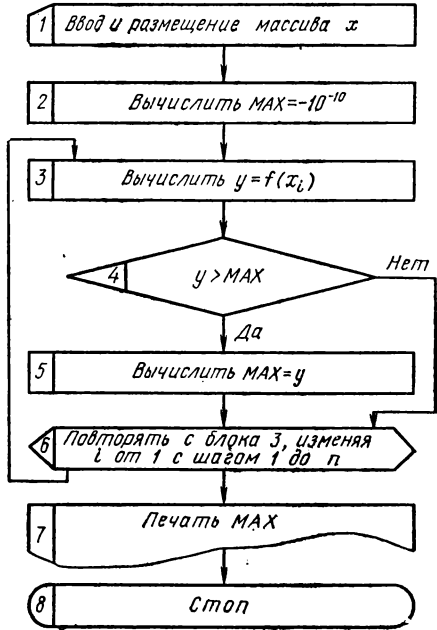 1 Ввод и размещение массива x
2 Вычислить MAX=-10⁻¹⁰
3 Вычислить y=f(xᵢ)
4 y>MAX
Нет
Да
5 Вычислить MAX=y
6 Повторять с блока 3, изменяя
i от 1 с шагом 1 до n
7 Печать MAX
8 Стоп